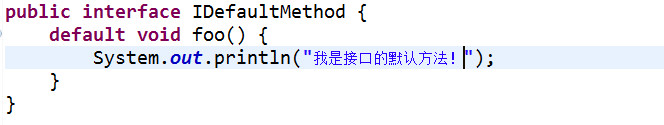 public interface IDefaultMethod {
    default void foo() {
        System.out.println("我是接口的默认方法!");
    }
}